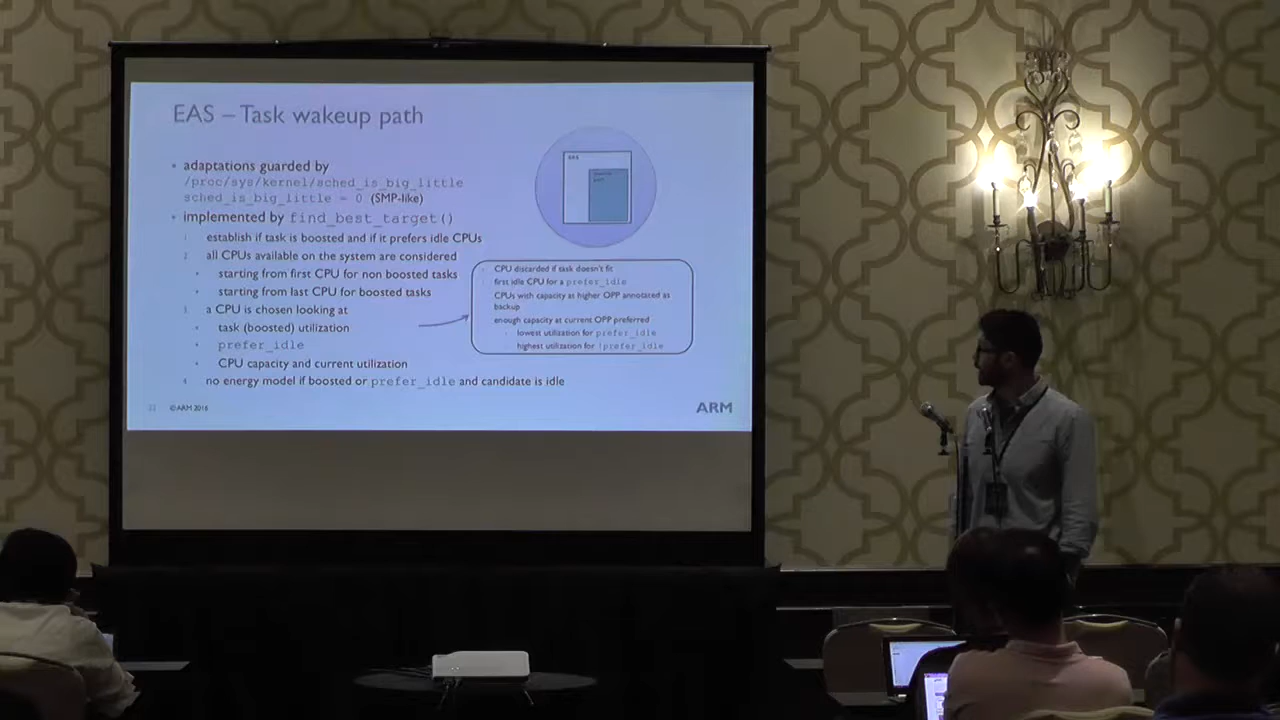 EAS – Task wakeup path
adaptations guarded by
/proc/sys/kernel/sched_is_big_little
sched_is_big_little = 0 (SMP-like)
implemented by find_best_target()
1. establish if task is boosted and if it prefers idle CPUs
2. all CPUs available on the system are considered
starting from first CPU for non boosted tasks
starting from last CPU for boosted tasks
3. a CPU is chosen looking at
task (boosted) utilization
prefer_idle
CPU capacity and current utilization
4. no energy model if boosted or prefer_idle and candidate is idle
CPU discarded if task doesn't fit
first idle CPU for a prefer_idle
CPUs with capacity at higher OPP annotated as
backup
enough capacity at current OPP preferred
lowest utilization for prefer_idle
highest utilization for !prefer_idle
© ARM 2016
ARM